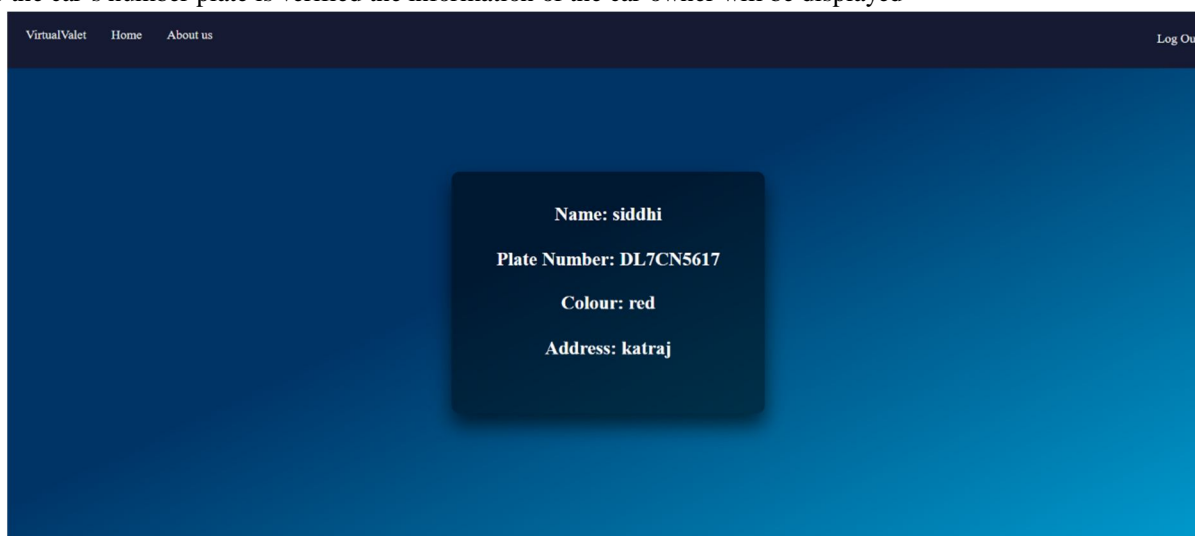 the car's number plate is verified the information of the car owner will be displayed
VirtualValet Home About us Log Ou
Name: siddhi
Plate Number: DL7CN5617
Colour: red
Address: katraj